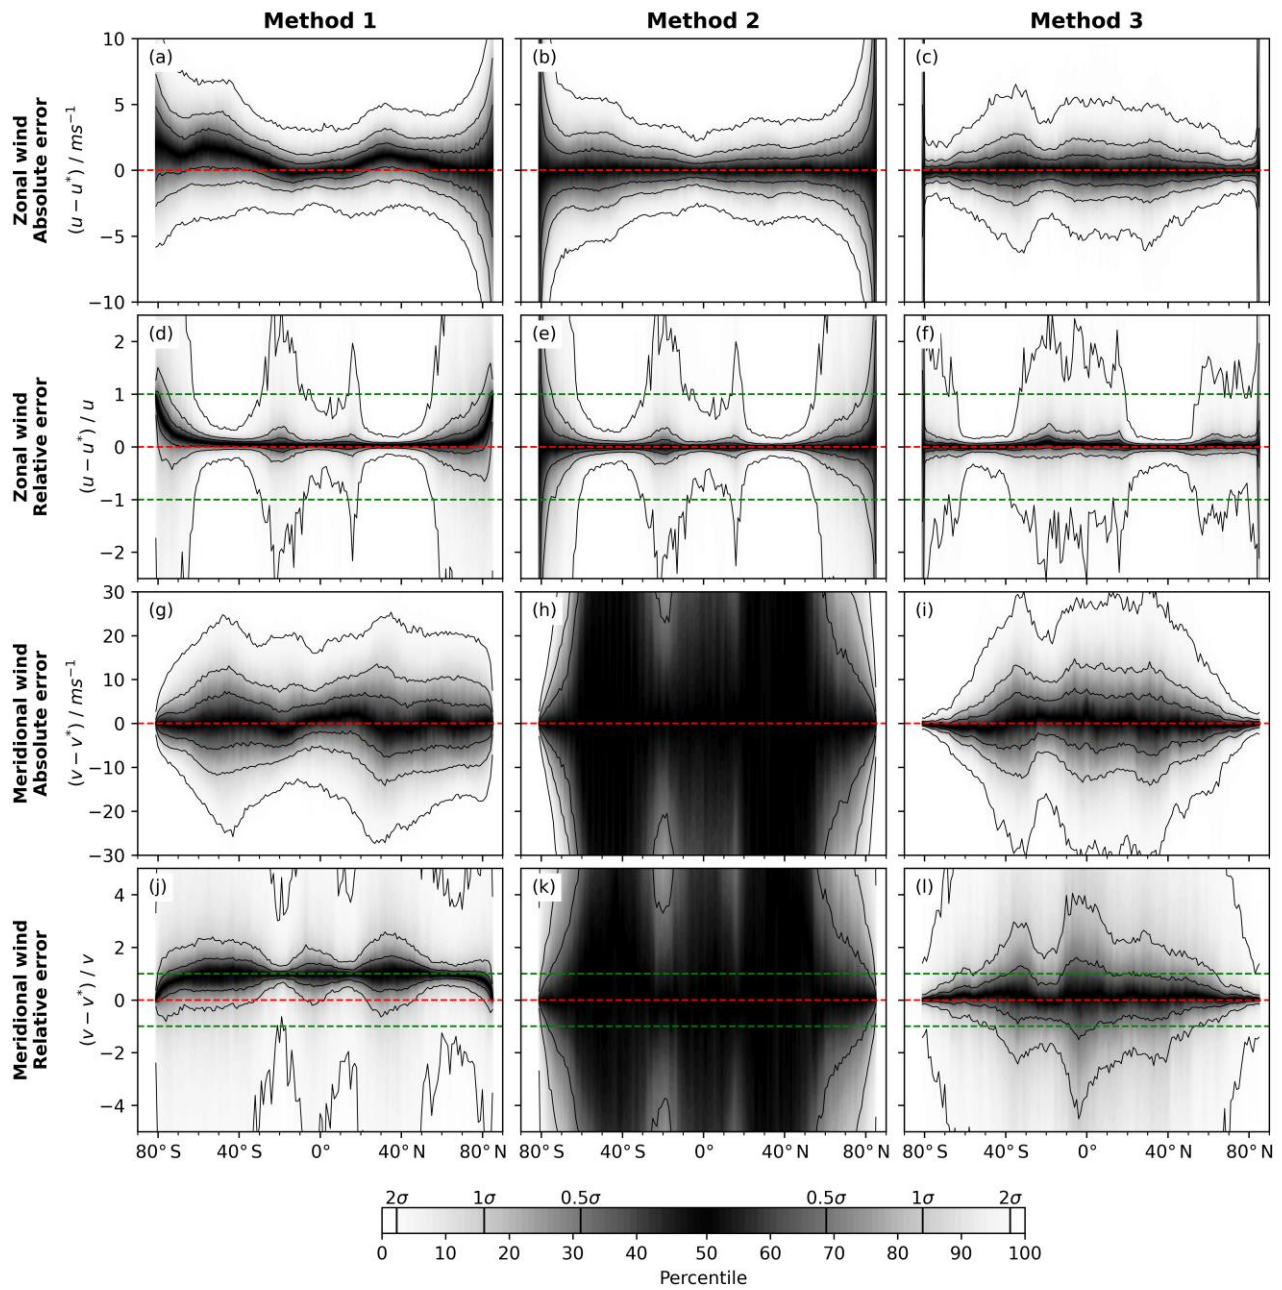 Method 1
Method 2
Method 3
Zonal wind
Absolute error
(u − u*) / ms⁻¹
10
5
0
−5
−10
(a)
(b)
(c)
Zonal wind
Relative error
(u − u*) / u
2
1
0
−1
−2
(d)
(e)
(f)
Meridional wind
Absolute error
(v − v*) / ms⁻¹
30
20
10
0
−10
−20
−30
(g)
(h)
(i)
Meridional wind
Relative error
(v − v*) / v
4
2
0
−2
−4
(j)
(k)
(l)
80° S 40° S 0° 40° N 80° N
80° S 40° S 0° 40° N 80° N
80° S 40° S 0° 40° N 80° N
2σ 1σ 0.5σ 0.5σ 1σ 2σ
0 10 20 30 40 50 60 70 80 90 100
Percentile